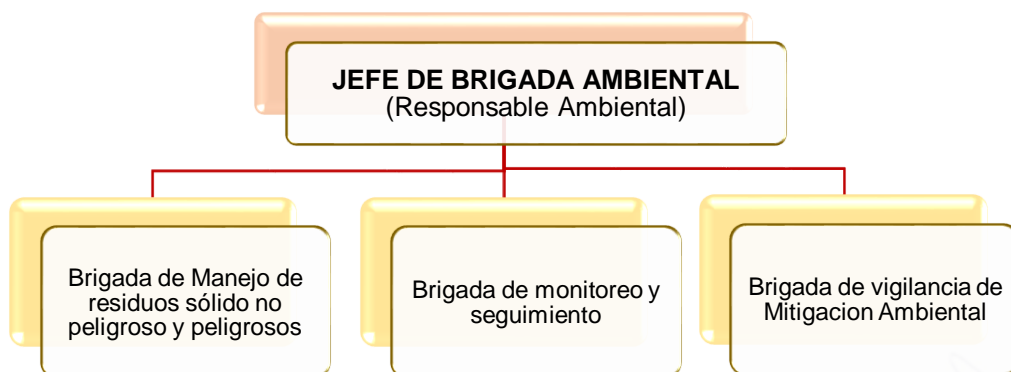 JEFE DE BRIGADA AMBIENTAL
(Responsable Ambiental)
Brigada de Manejo de
residuos sólido no
peligroso y peligrosos
Brigada de monitoreo y
seguimiento
Brigada de vigilancia de
Mitigacion Ambiental